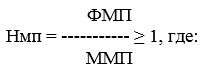 ФМП
Нмп = ----------- ≥ 1, где:
ММП